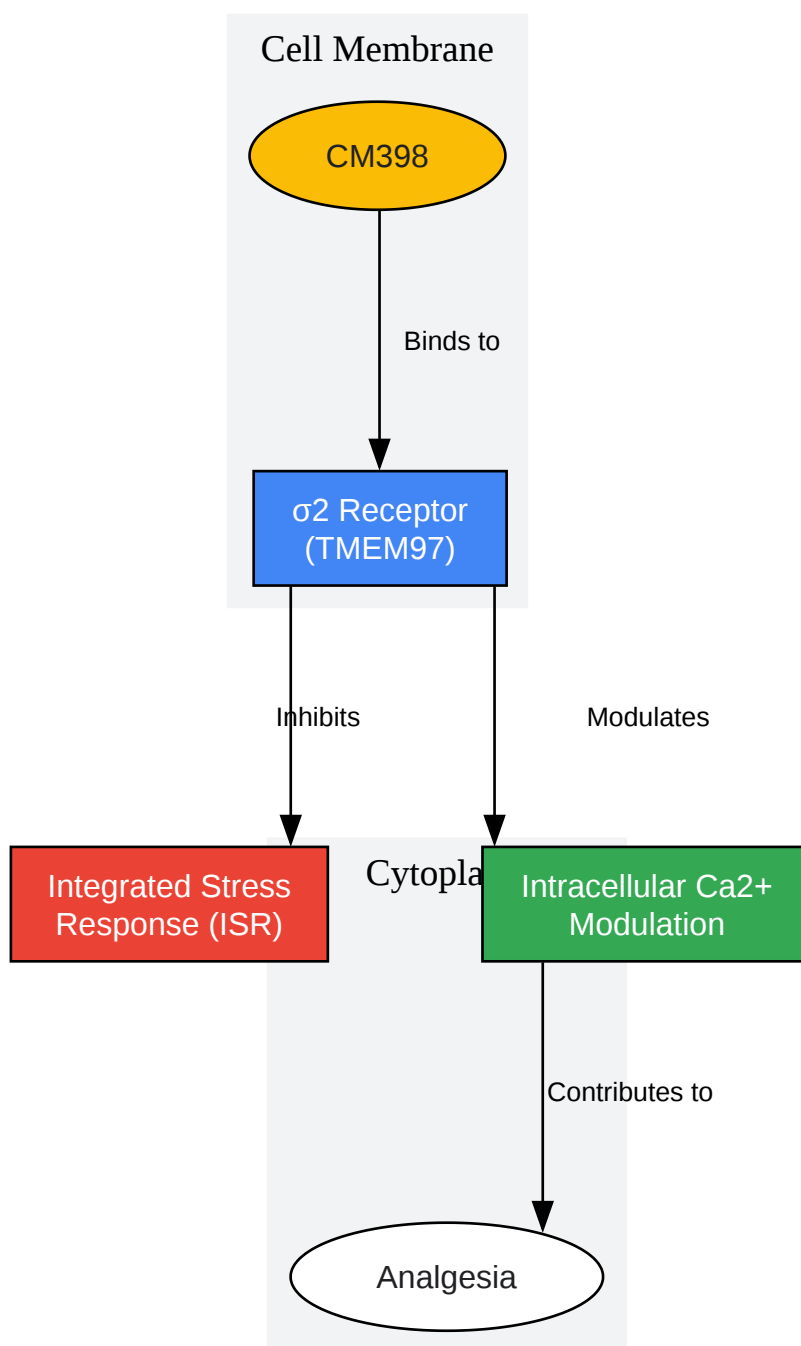 Cell Membrane
CM398
Binds to
σ2 Receptor
(TMEM97)
Inhibits
Modulates
Cytopla
Integrated Stress
Response (ISR)
Intracellular Ca2+
Modulation
Contributes to
Analgesia